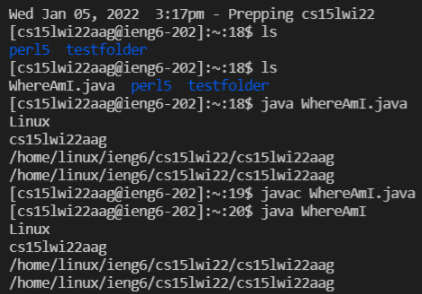 Wed Jan 05, 2022  3:17pm - Prepping cs15lwi22
[cs15lwi22aag@ieng6-202]:~:18$ ls
perl5  testfolder
[cs15lwi22aag@ieng6-202]:~:18$ ls
WhereAmI.java  perl5  testfolder
[cs15lwi22aag@ieng6-202]:~:18$ java WhereAmI.java
Linux
cs15lwi22aag
/home/linux/ieng6/cs15lwi22/cs15lwi22aag
/home/linux/ieng6/cs15lwi22/cs15lwi22aag
[cs15lwi22aag@ieng6-202]:~:19$ javac WhereAmI.java
[cs15lwi22aag@ieng6-202]:~:20$ java WhereAmI
Linux
cs15lwi22aag
/home/linux/ieng6/cs15lwi22/cs15lwi22aag
/home/linux/ieng6/cs15lwi22/cs15lwi22aag